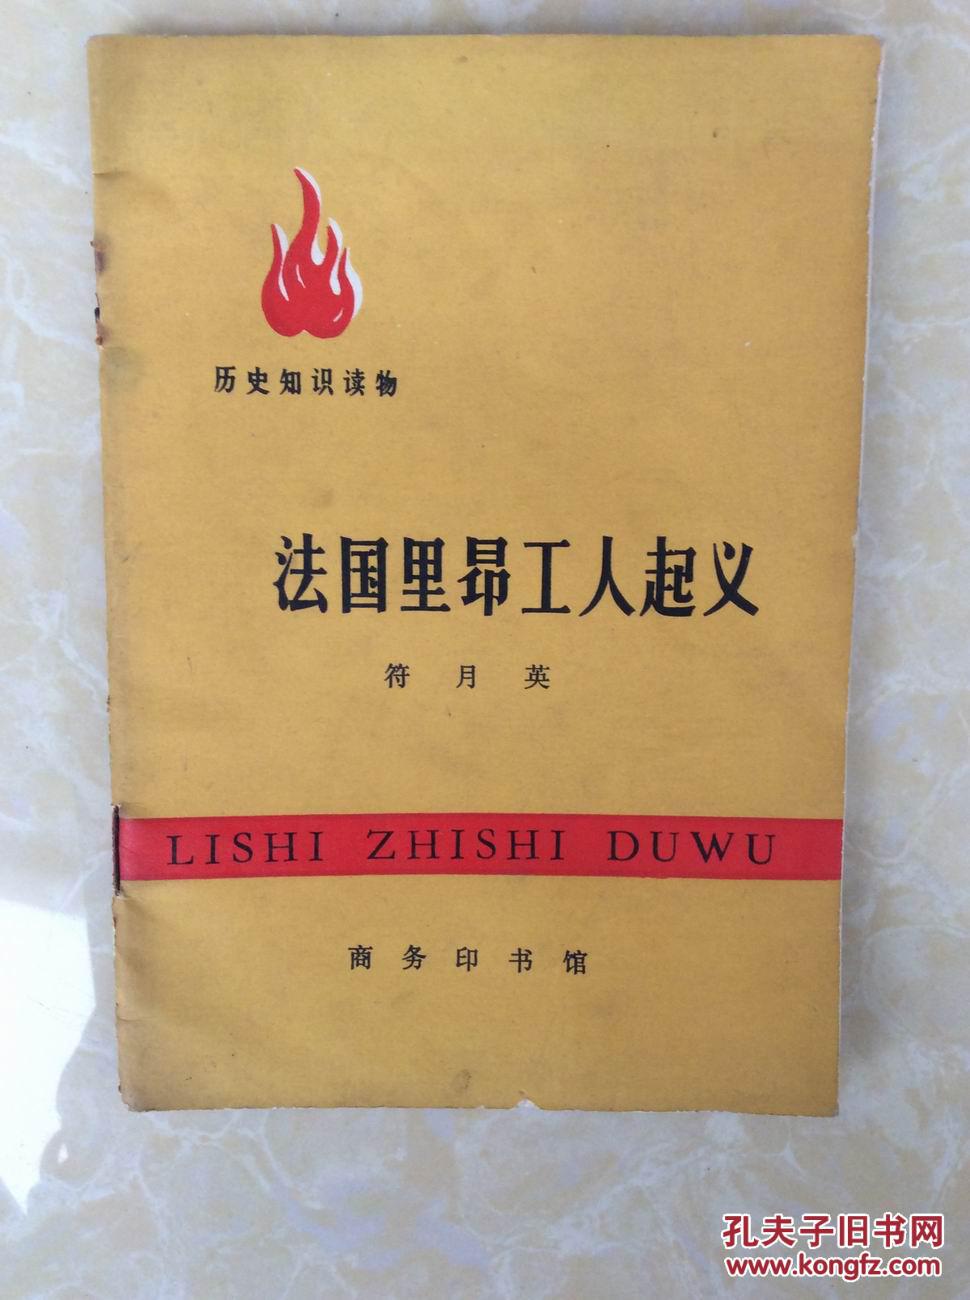 历史知识读物
法国里昂工人起义
符月英
LISHI ZHISHI DUWU
商务印书馆
孔夫子旧书网
www.kongfz.com